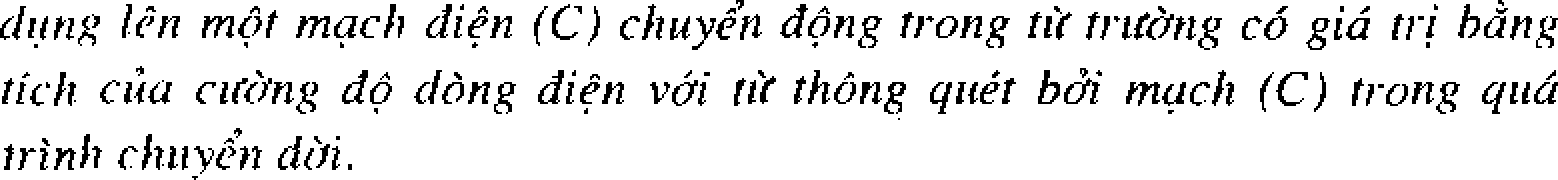 dụng lên một mạch điện (C) chuyển động trong từ trường có giá trị bằng
tích của cường độ dòng điện với từ thông quét bởi mạch (C) trong quá
trình chuyển dời.